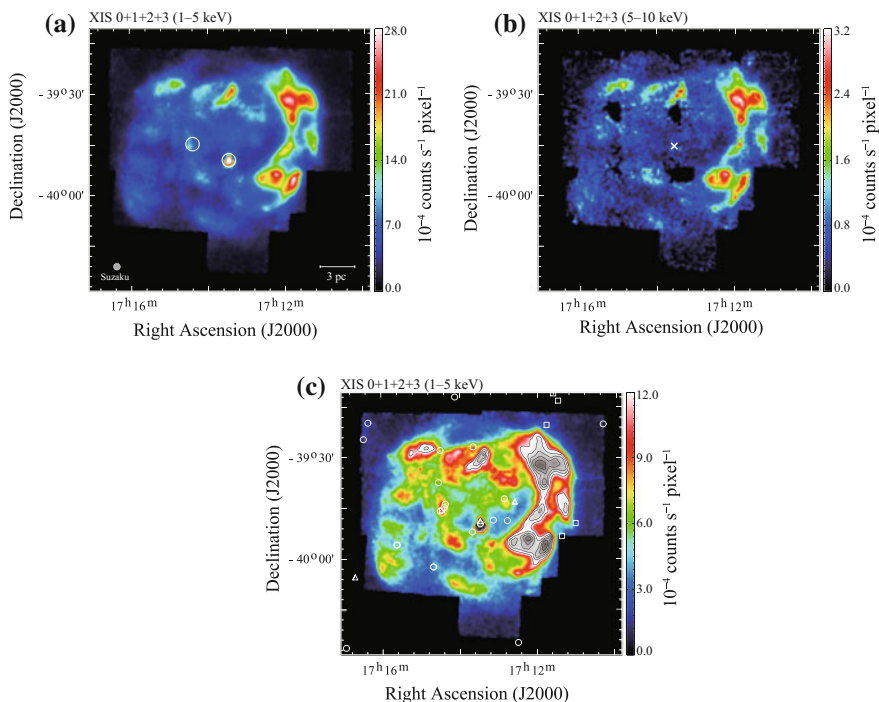 (a)
XIS 0+1+2+3 (1–5 keV)
Declination (J2000)
- 39°30'
- 40°00'
Suzaku
3 pc
17h16m
17h12m
Right Ascension (J2000)
28.0
21.0
14.0
7.0
0.0
10−4 counts s−1 pixel−1
(b)
XIS 0+1+2+3 (5–10 keV)
Declination (J2000)
- 39°30'
- 40°00'
17h16m
17h12m
Right Ascension (J2000)
3.2
2.4
1.6
0.8
0.0
10−4 counts s−1 pixel−1
(c)
XIS 0+1+2+3 (1–5 keV)
Declination (J2000)
- 39°30'
- 40°00'
17h16m
17h12m
Right Ascension (J2000)
12.0
9.0
6.0
3.0
0.0
10−4 counts s−1 pixel−1